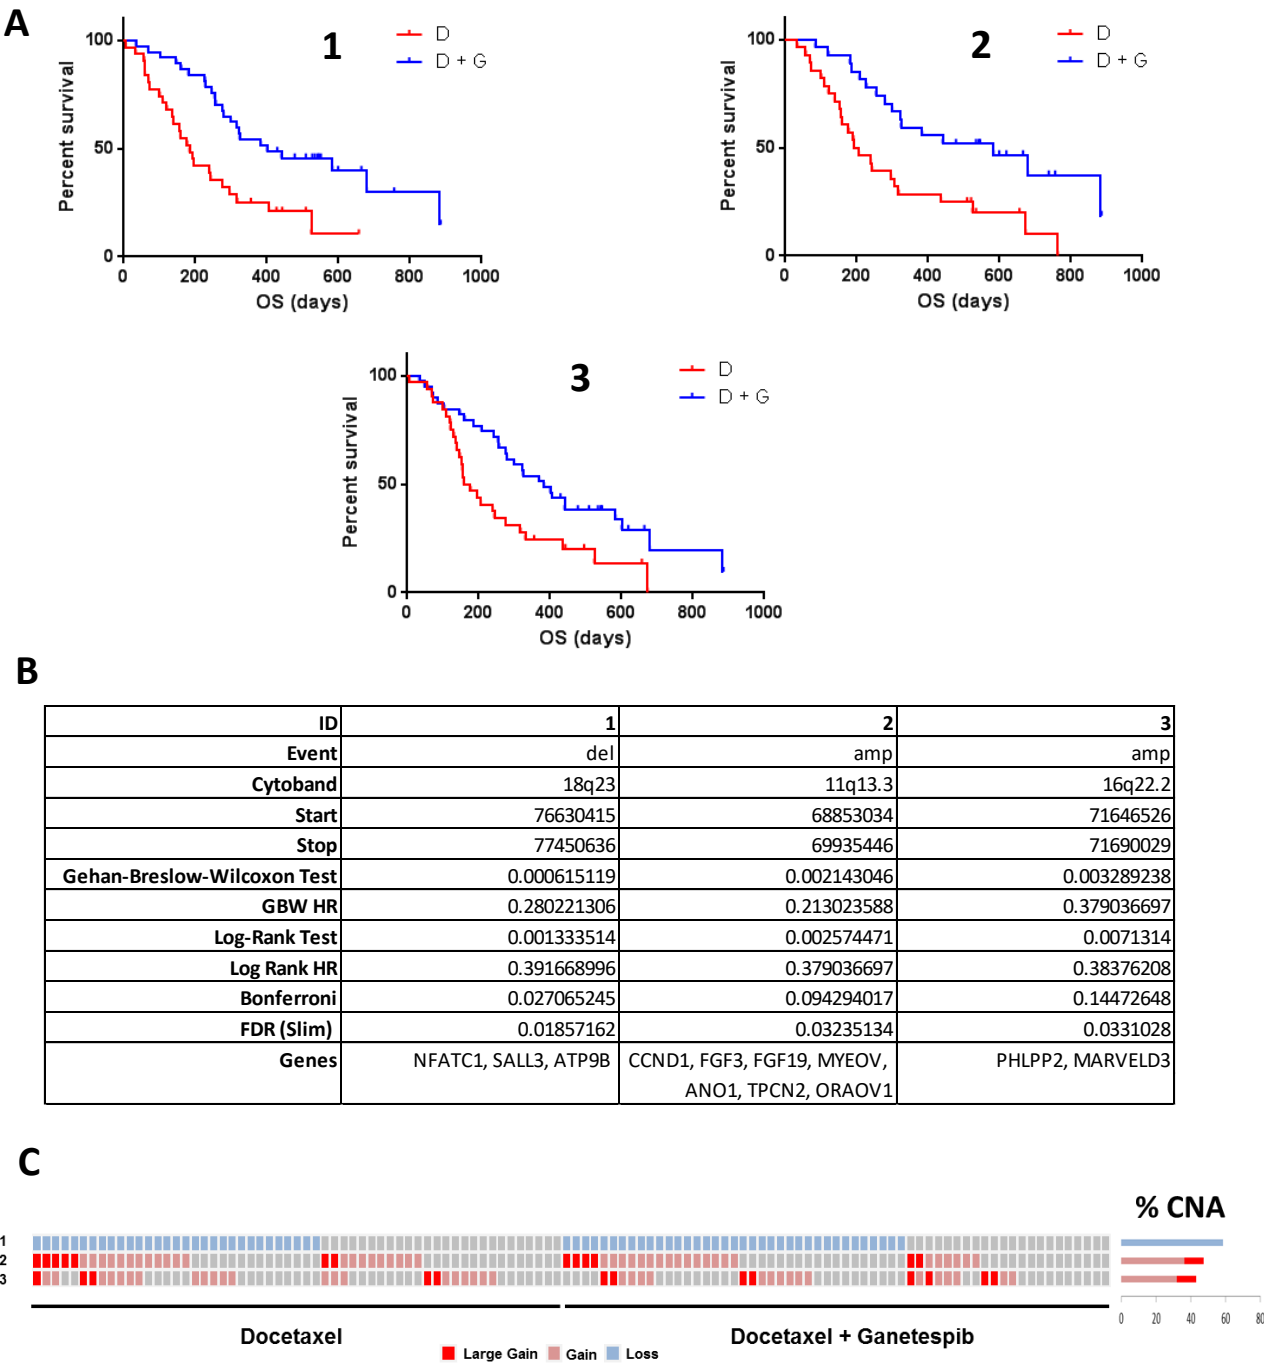 A
1
D
D + G
100
50
0
Percent survival
0 200 400 600 800 1000
OS (days)
2
D
D + G
100
50
0
Percent survival
0 200 400 600 800 1000
OS (days)
3
D
D + G
100
50
0
Percent survival
0 200 400 600 800 1000
OS (days)
B
ID 1 2 3
Event del amp amp
Cytoband 18q23 11q13.3 16q22.2
Start 76630415 68853034 71646526
Stop 77450636 69935446 71690029
Gehan-Breslow-Wilcoxon Test 0.000615119 0.002143046 0.003289238
GBW HR 0.280221306 0.213023588 0.379036697
Log-Rank Test 0.001333514 0.002574471 0.0071314
Log Rank HR 0.391668996 0.379036697 0.38376208
Bonferroni 0.027065245 0.094294017 0.14472648
FDR (Slim) 0.01857162 0.03235134 0.0331028
Genes NFATC1, SALL3, ATP9B CCND1, FGF3, FGF19, MYEOV, PHLPP2, MARVELD3
ANO1, TPCN2, ORAOV1
C
% CNA
1
2
3
0 20 40 60 80
Docetaxel
Docetaxel + Ganetespib
Large Gain Gain Loss